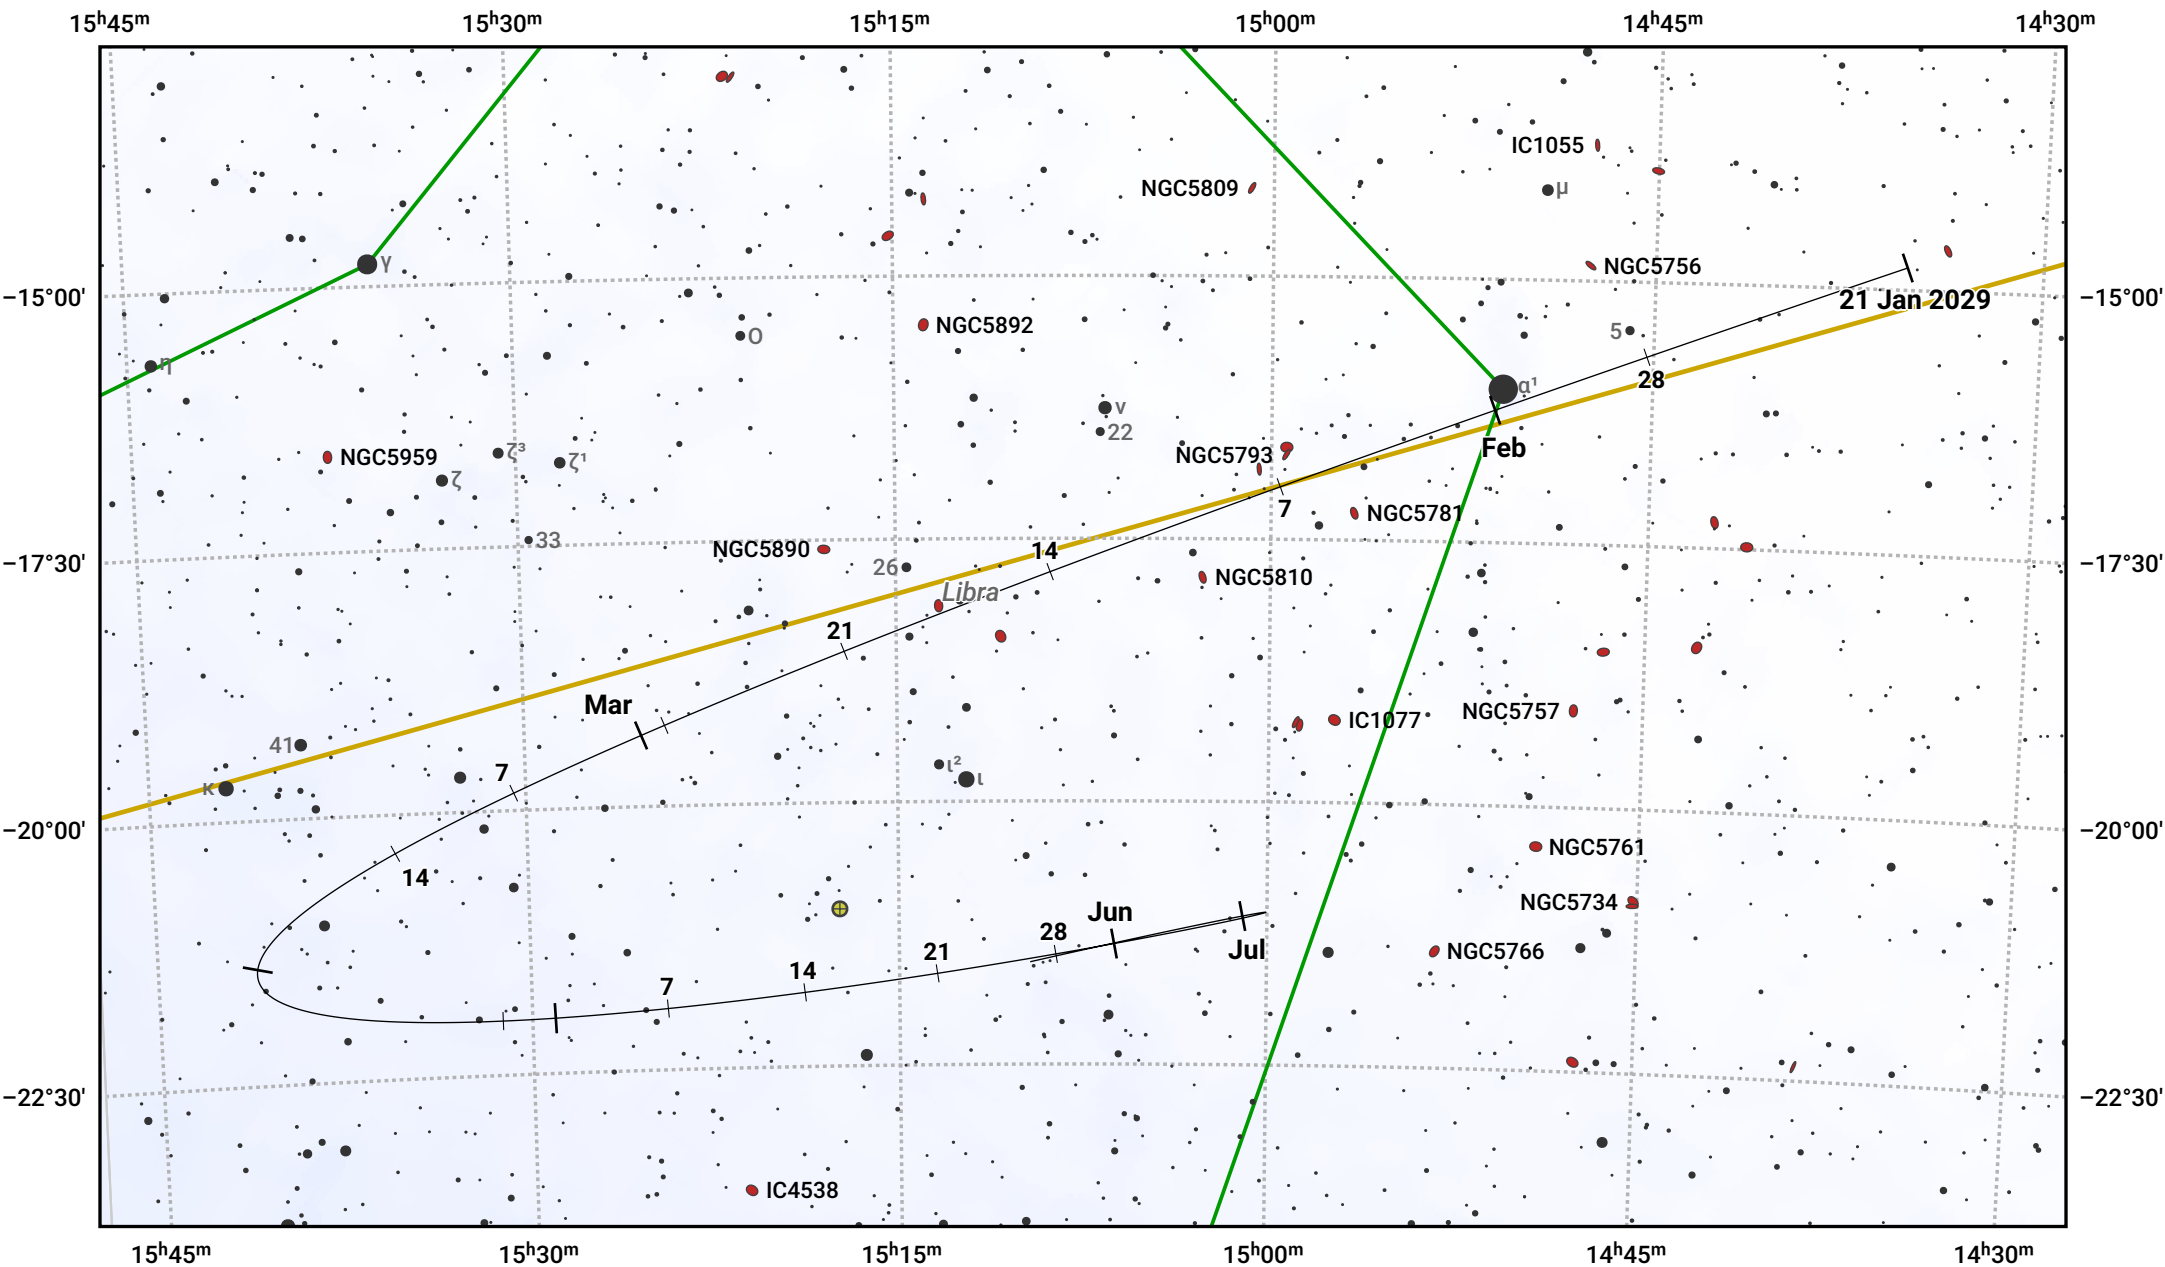 15h45m 15h30m 15h15m 15h00m 14h45m 14h30m
IC1055
NGC5809 μ
γ NGC5756
−15°00' 21 Jan 2029 −15°00'
O NGC5892 5
η 28
α¹
ν
22
ζ³ ζ¹ NGC5793 Feb
NGC5959
ζ
7 NGC5781
33 NGC5890 14
−17°30' 26 NGC5810 −17°30'
Libra
21
Mar NGC5757
IC1077
41
7 ι² ι
κ
−20°00' −20°00'
NGC5761
14
NGC5734
Jun
28
21 Jul NGC5766
14
7
−22°30' −22°30'
IC4538
15h45m 15h30m 15h15m 15h00m 14h45m 14h30m